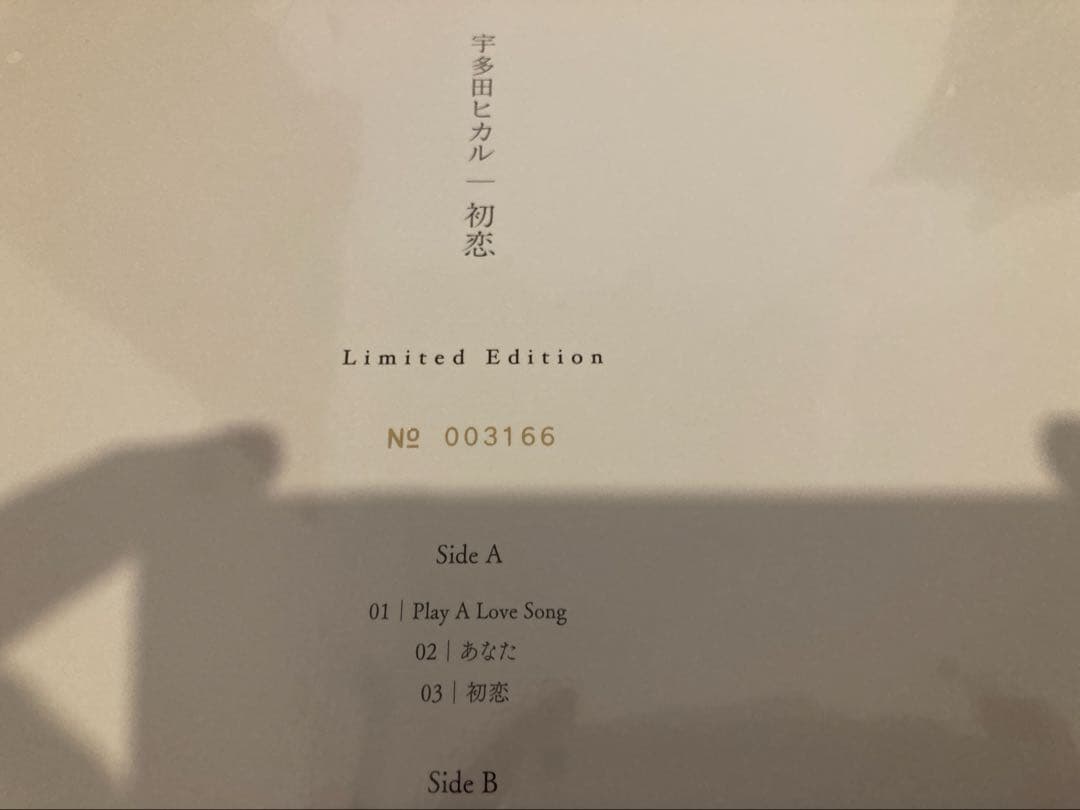 宇多田ヒカル｜初恋
Limited Edition
№ 003166
Side A
01｜Play A Love Song
02｜あなた
03｜初恋
Side B